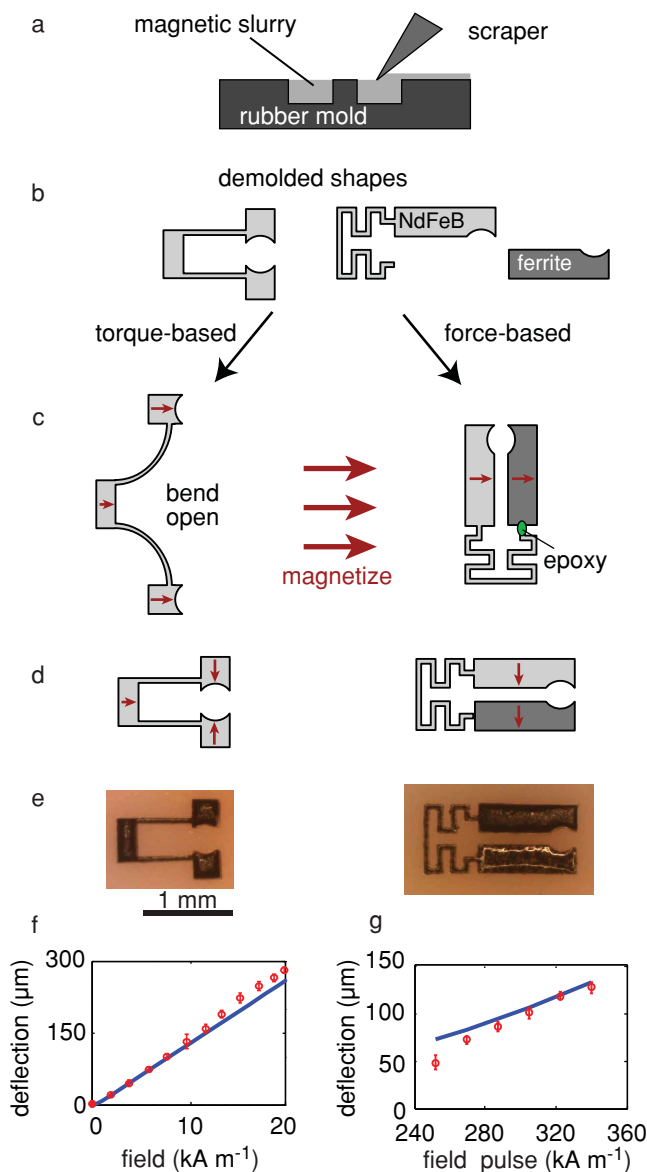 a
magnetic slurry
scraper
rubber mold
b
demolded shapes
NdFeB
ferrite
torque-based
force-based
c
bend
open
magnetize
epoxy
d
e
1 mm
f
g
300
150
0
deflection (µm)
0 10 20
field (kA m⁻¹)
150
100
50
0
deflection (µm)
240 280 320 360
field pulse (kA m⁻¹)